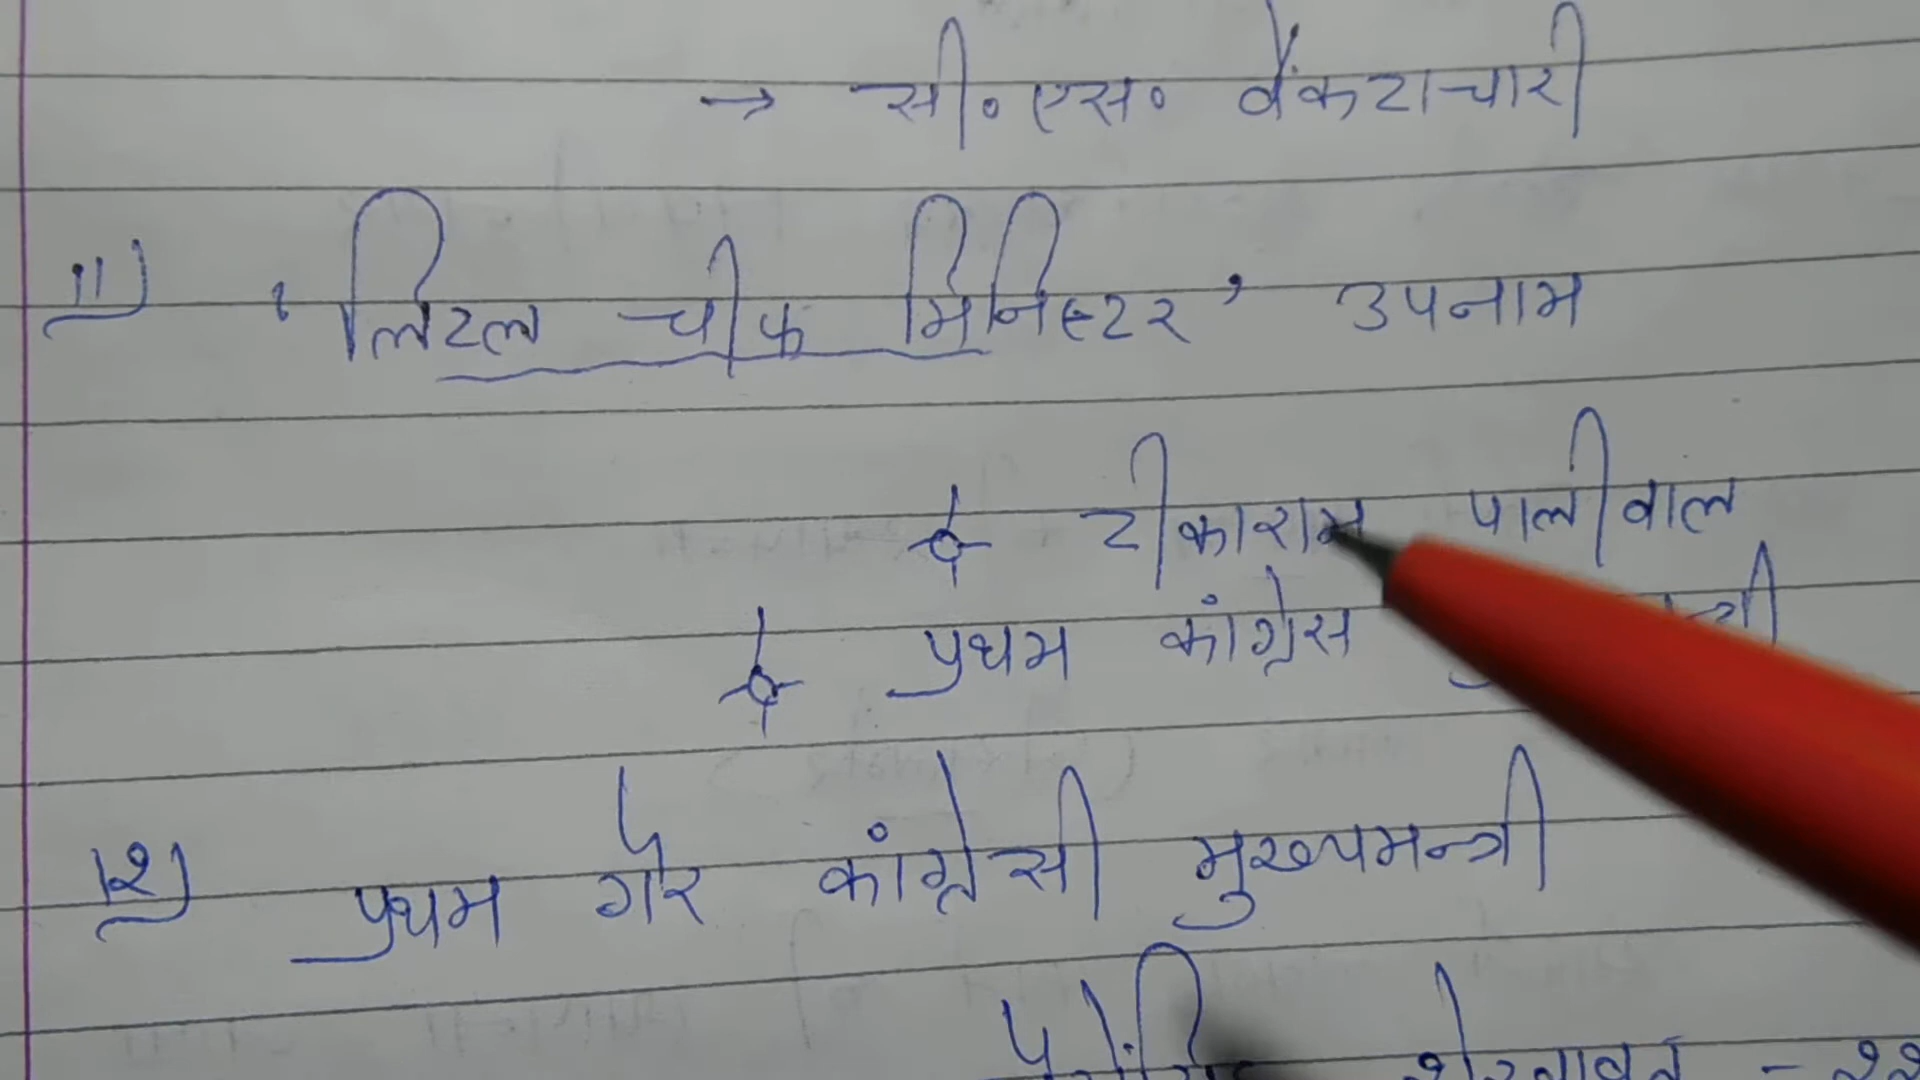 → सी॰ एस॰ वेंकटाचारी
11) ‘लिटल चीफ मिनिस्टर’ उपनाम
टीकाराम पालीवाल
प्रथम कांग्रेस
12) प्रथम गैर कांग्रेसी मुख्यमन्त्री